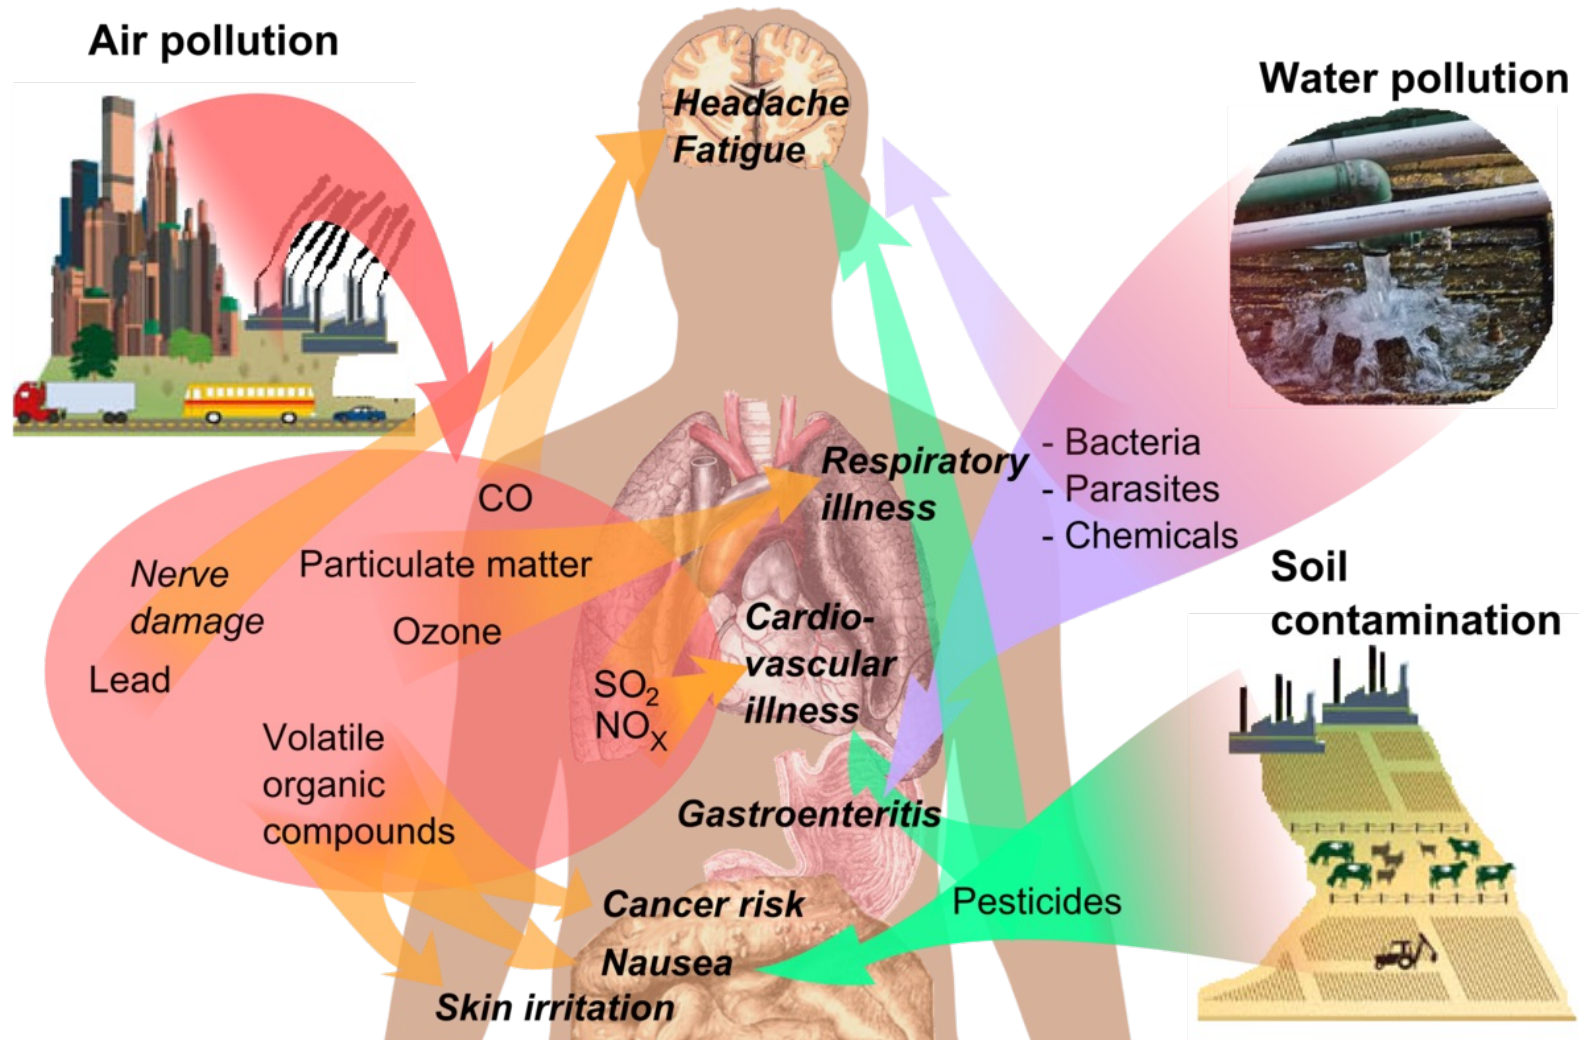 Air pollution
Water pollution
Headache
Fatigue
Respiratory
illness
- Bacteria
- Parasites
- Chemicals
CO
Particulate matter
Ozone
Nerve
damage
Lead
SO2
NOX
Cardio-
vascular
illness
Soil
contamination
Volatile
organic
compounds
Gastroenteritis
Pesticides
Cancer risk
Nausea
Skin irritation